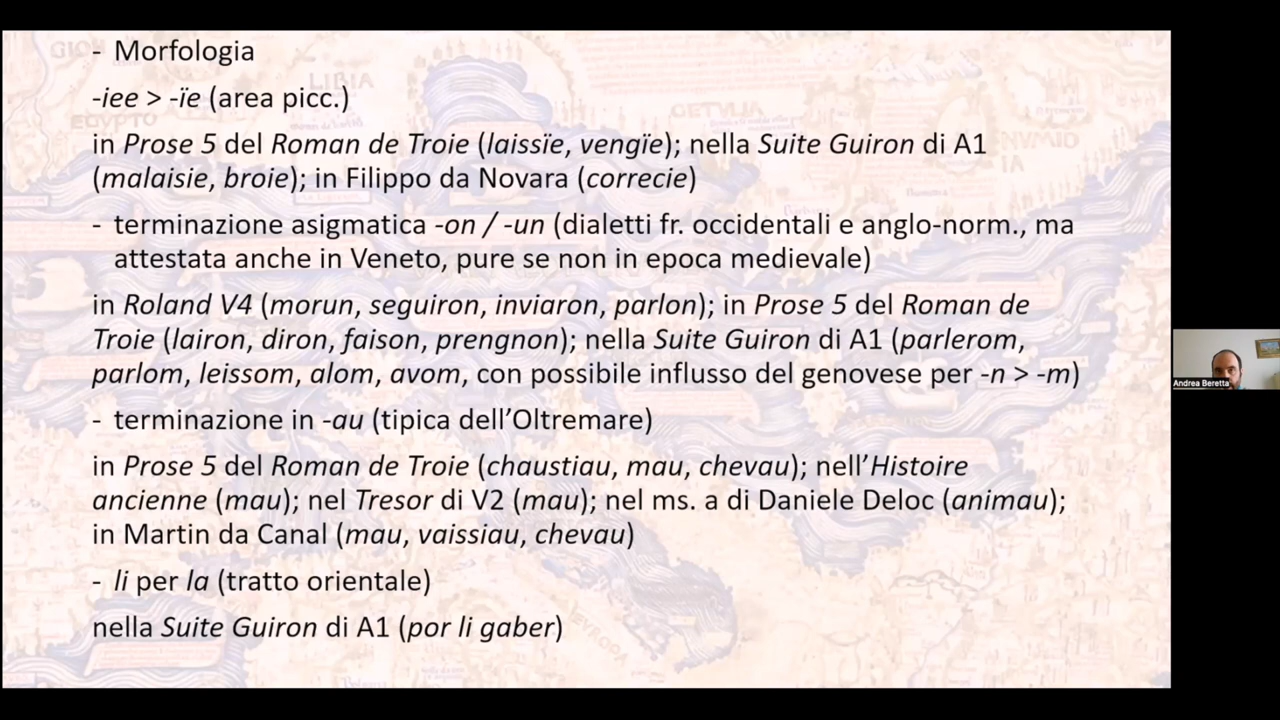 - Morfologia
-iee > -ïe (area picc.)
in Prose 5 del Roman de Troie (laissïe, vengïe); nella Suite Guiron di A1
(malaisie, broie); in Filippo da Novara (correcie)
- terminazione asigmatica -on / -un (dialetti fr. occidentali e anglo-norm., ma
attestata anche in Veneto, pure se non in epoca medievale)
in Roland V4 (morun, seguiron, inviaron, parlon); in Prose 5 del Roman de
Troie (lairon, diron, faison, prengnon); nella Suite Guiron di A1 (parlerom,
parlom, leissom, alom, avom, con possibile influsso del genovese per -n > -m)
- terminazione in -au (tipica dell’Oltremare)
in Prose 5 del Roman de Troie (chaustiau, mau, chevau); nell’Histoire
ancienne (mau); nel Tresor di V2 (mau); nel ms. a di Daniele Deloc (animau);
in Martin da Canal (mau, vaissiau, chevau)
- li per la (tratto orientale)
nella Suite Guiron di A1 (por li gaber)
Andrea Beretta
LIBIA
EGYPTO